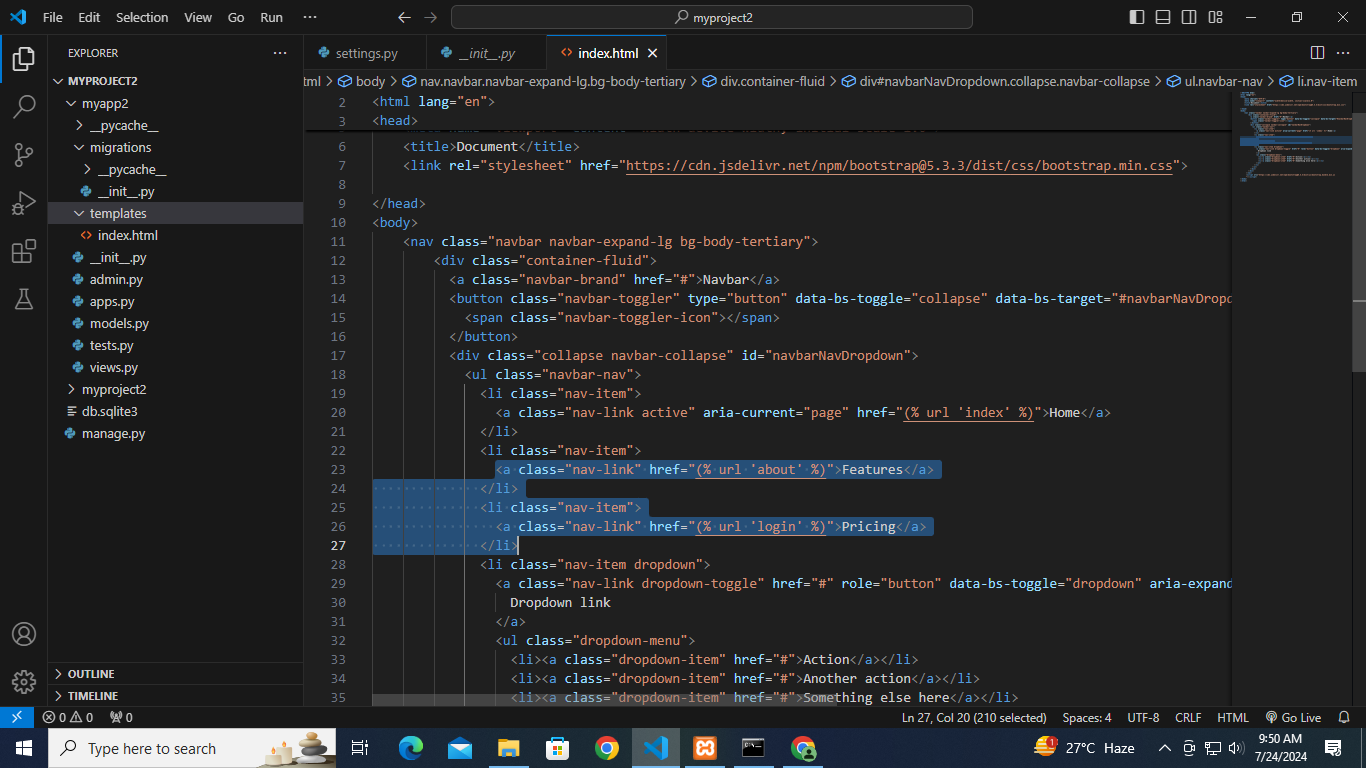 File Edit Selection View Go Run ···
myproject2
EXPLORER ···
MYPROJECT2
myapp2
__pycache__
migrations
__pycache__
__init__.py
templates
index.html
__init__.py
admin.py
apps.py
models.py
tests.py
views.py
myproject2
db.sqlite3
manage.py
OUTLINE
TIMELINE
settings.py __init__.py index.html
tml > body > nav.navbar.navbar-expand-lg.bg-body-tertiary > div.container-fluid > div#navbarNavDropdown.collapse.navbar-collapse > ul.navbar-nav > li.nav-item
2 <html lang="en">
3 <head>
6 <title>Document</title>
7 <link rel="stylesheet" href="https://cdn.jsdelivr.net/npm/bootstrap@5.3.3/dist/css/bootstrap.min.css">
8
9 </head>
10 <body>
11 <nav class="navbar navbar-expand-lg bg-body-tertiary">
12 <div class="container-fluid">
13 <a class="navbar-brand" href="#">Navbar</a>
14 <button class="navbar-toggler" type="button" data-bs-toggle="collapse" data-bs-target="#navbarNavDropd
15 <span class="navbar-toggler-icon"></span>
16 </button>
17 <div class="collapse navbar-collapse" id="navbarNavDropdown">
18 <ul class="navbar-nav">
19 <li class="nav-item">
20 <a class="nav-link active" aria-current="page" href="(% url 'index' %)">Home</a>
21 </li>
22 <li class="nav-item">
23 <a class="nav-link" href="(% url 'about' %)">Features</a>
24 </li>
25 <li class="nav-item">
26 <a class="nav-link" href="(% url 'login' %)">Pricing</a>
27 </li>
28 <li class="nav-item dropdown">
29 <a class="nav-link dropdown-toggle" href="#" role="button" data-bs-toggle="dropdown" aria-expand
30 Dropdown link
31 </a>
32 <ul class="dropdown-menu">
33 <li><a class="dropdown-item" href="#">Action</a></li>
34 <li><a class="dropdown-item" href="#">Another action</a></li>
35 <li><a class="dropdown-item" href="#">Something else here</a></li>
0 0 0 Ln 27, Col 20 (210 selected) Spaces: 4 UTF-8 CRLF HTML Go Live
Type here to search
1 27°C Haze
9:50 AM
7/24/2024